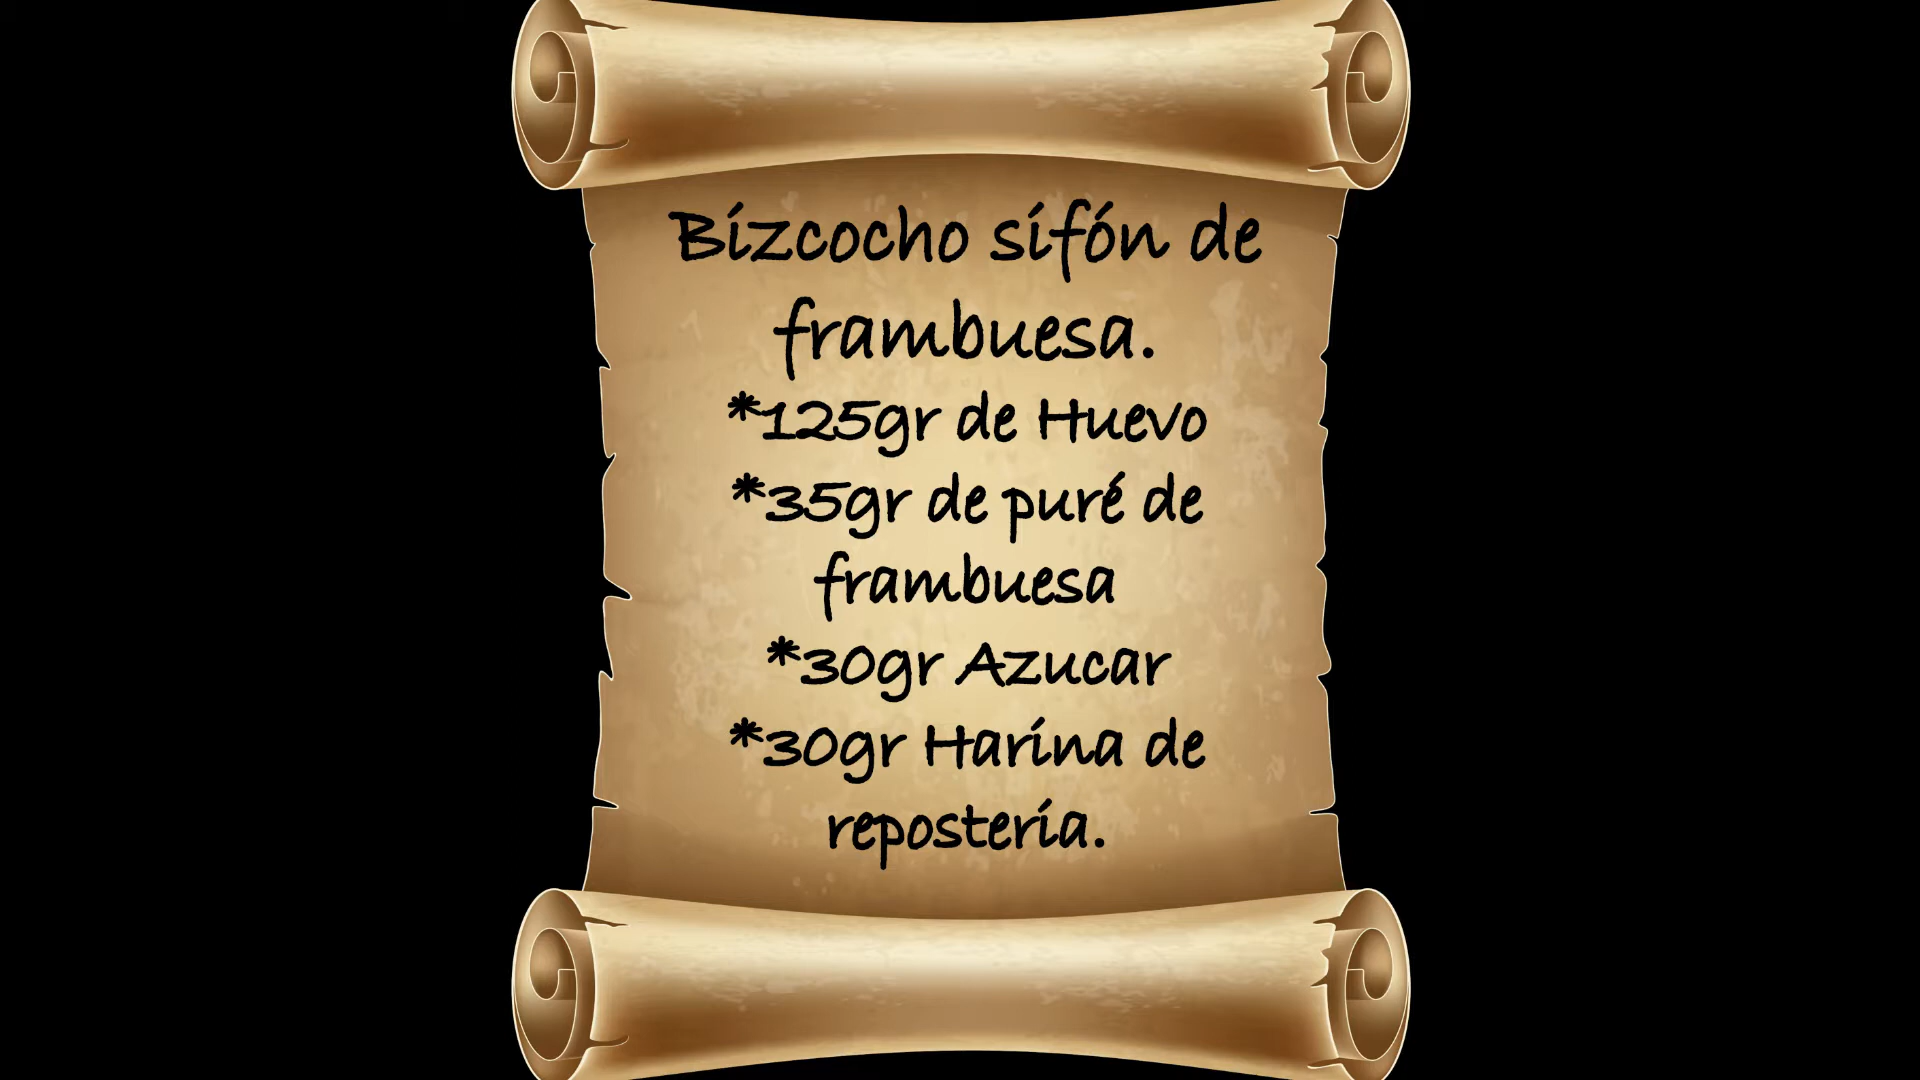 Bizcocho sifón de
frambuesa.
*125gr de Huevo
*35gr de puré de
frambuesa
*30gr Azucar
*30gr Harina de
repostería.